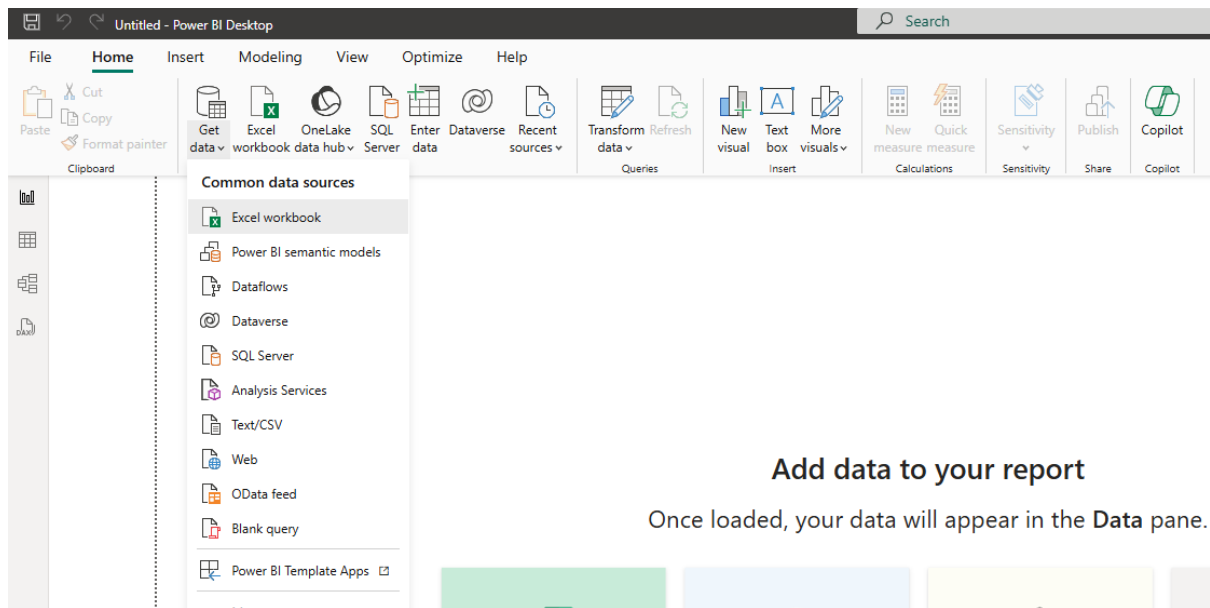 Untitled - Power BI Desktop
Search
File Home Insert Modeling View Optimize Help
Paste
Cut
Copy
Format painter
Clipboard
Get data
Excel workbook
OneLake data hub
SQL Server
Enter data
Dataverse
Recent sources
Transform data
Refresh
Queries
New visual
Text box
More visuals
Insert
New measure
Quick measure
Calculations
Sensitivity
Sensitivity
Publish
Share
Copilot
Copilot
DAX
Common data sources
Excel workbook
Power BI semantic models
Dataflows
Dataverse
SQL Server
Analysis Services
Text/CSV
Web
OData feed
Blank query
Power BI Template Apps
Add data to your report
Once loaded, your data will appear in the Data pane.